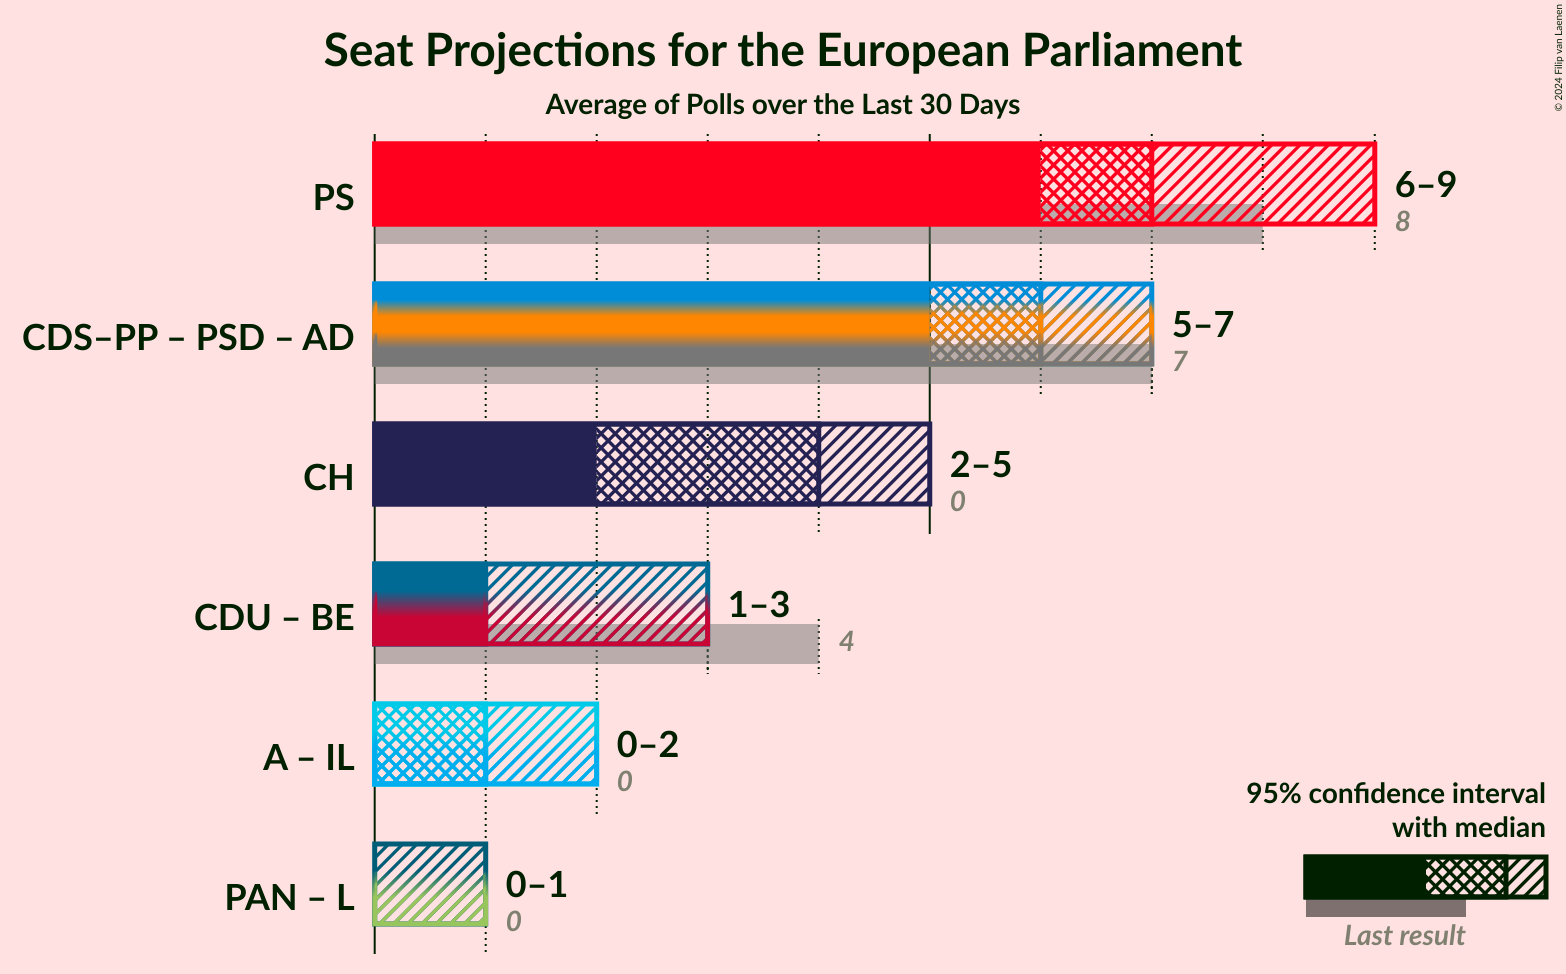 Seat Projections for the European Parliament
Average of Polls over the Last 30 Days
© 2024 Filip van Laenen
PS
6–9
8
CDS–PP – PSD – AD
5–7
7
CH
2–5
0
CDU – BE
1–3
4
A – IL
0–2
0
PAN – L
0–1
0
95% confidence interval
with median
Last result